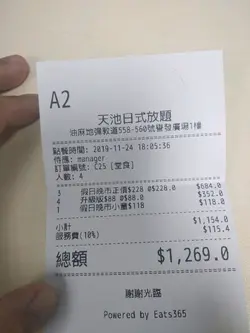 A2
天池日式放題
油麻地彌敦道558-560號譽發廣場1樓
點餐時間: 2019-11-24 18:05:36
侍應: manager
訂單編號: C25 [堂食]
人數: 4
3 假日晚市正價$228 @$228.0 $684.0
4 升級版$88 @$88.0 $352.0
1 假日晚市小童$118 $118.0
小計 $1,154.0
服務費(10%) $115.4
總額 $1,269.0
謝謝光臨
Powered by Eats365